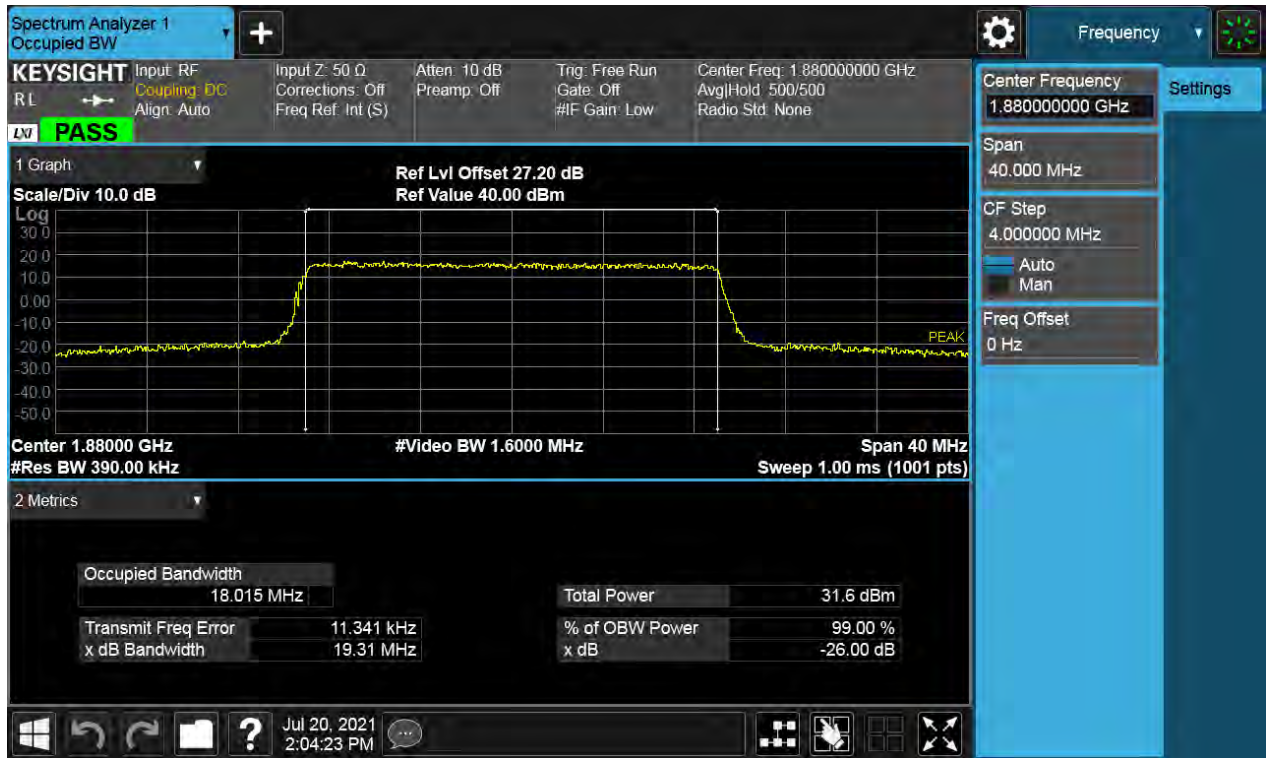 Spectrum Analyzer 1
Occupied BW
+
Frequency
KEYSIGHT Input: RF Input Z: 50 Ω Atten: 10 dB Trig: Free Run Center Freq: 1.880000000 GHz
RL Coupling: DC Corrections: Off Preamp: Off Gate: Off Avg|Hold: 500/500
Align: Auto Freq Ref: Int (S) #IF Gain: Low Radio Std: None
LXI PASS
1 Graph
Ref Lvl Offset 27.20 dB
Scale/Div 10.0 dB Ref Value 40.00 dBm
Log
30.0
20.0
10.0
0.00
-10.0
-20.0
-30.0
-40.0
-50.0
PEAK
Center 1.88000 GHz #Video BW 1.6000 MHz Span 40 MHz
#Res BW 390.00 kHz Sweep 1.00 ms (1001 pts)
2 Metrics
Occupied Bandwidth
18.015 MHz Total Power 31.6 dBm
Transmit Freq Error 11.341 kHz % of OBW Power 99.00 %
x dB Bandwidth 19.31 MHz x dB -26.00 dB
Center Frequency
1.880000000 GHz
Settings
Span
40.000 MHz
CF Step
4.000000 MHz
Auto
Man
Freq Offset
0 Hz
? Jul 20, 2021
2:04:23 PM